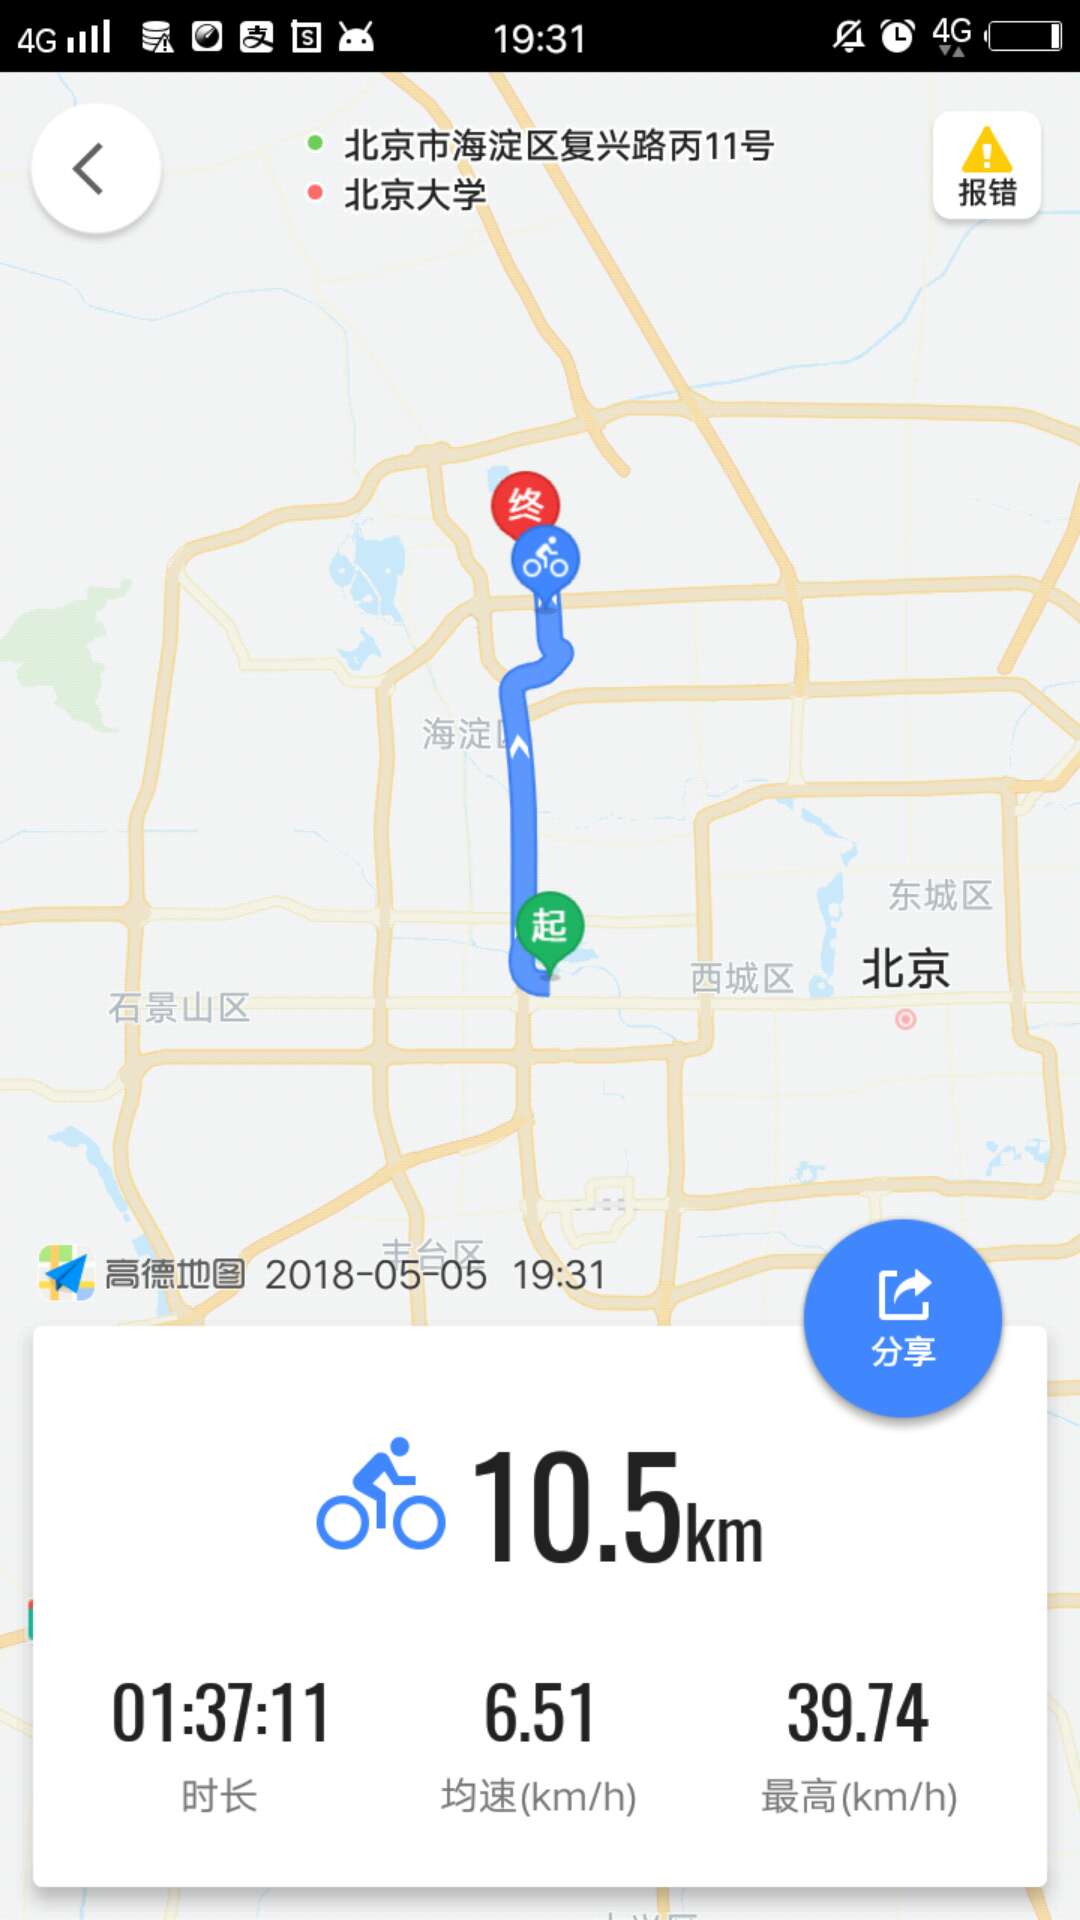 4G 19:31 4G
北京市海淀区复兴路丙11号
北京大学
报错
终
海淀区
起
东城区
北京
西城区
石景山区
丰台区
高德地图 2018-05-05 19:31
分享
10.5km
01:37:11 6.51 39.74
时长 均速(km/h) 最高(km/h)